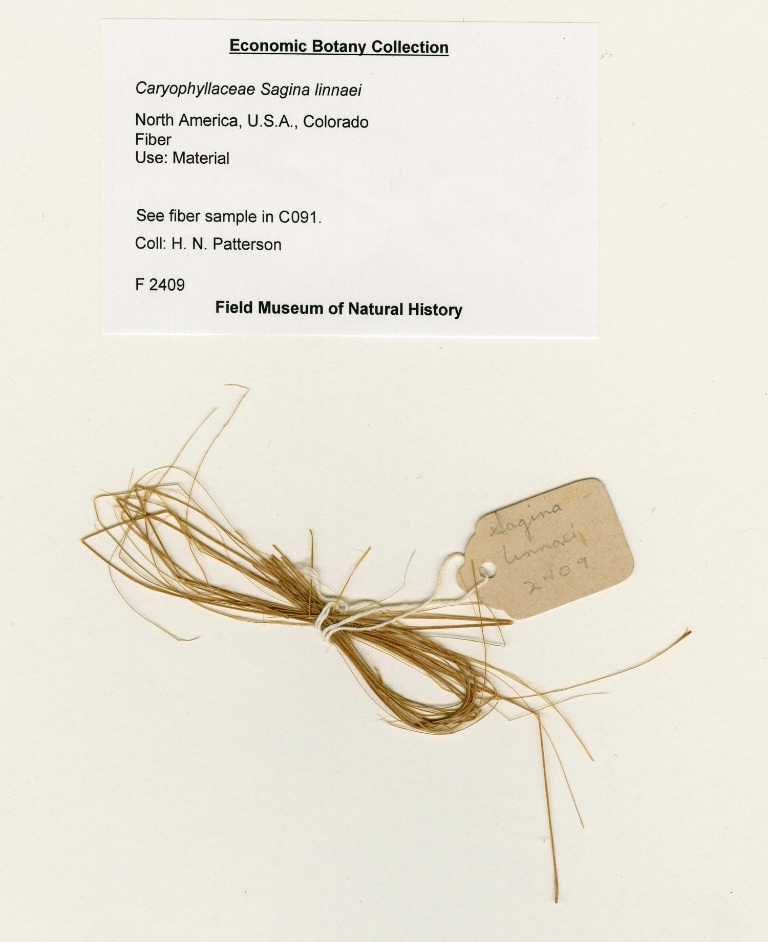 Economic Botany Collection
Caryophyllaceae Sagina linnaei
North America, U.S.A., Colorado
Fiber
Use: Material
See fiber sample in C091.
Coll: H. N. Patterson
F 2409
Field Museum of Natural History
Sagina
linnaei
2409